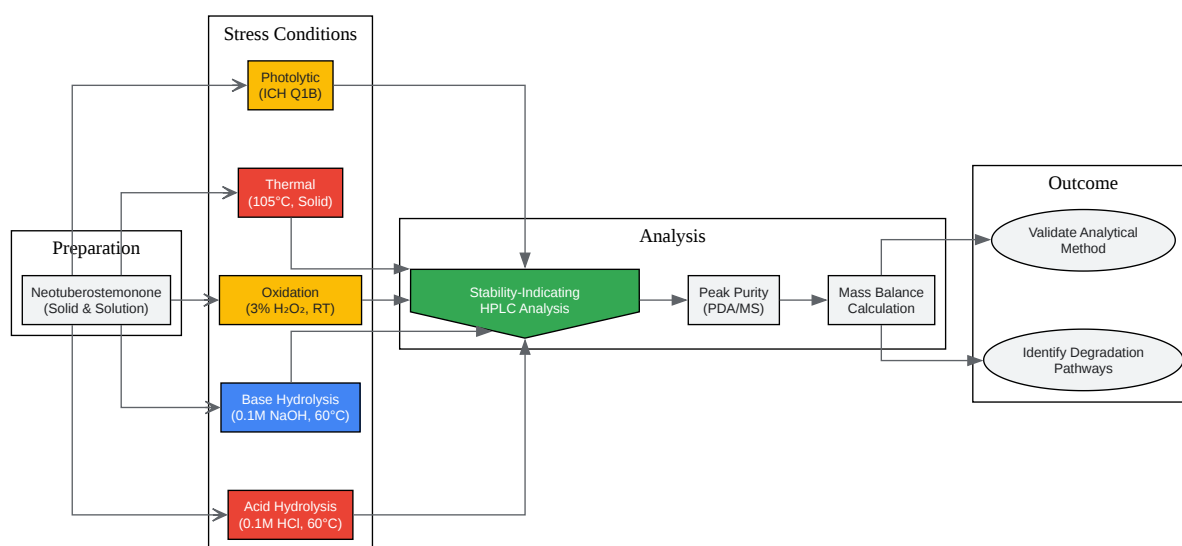 Stress Conditions
Photolytic
(ICH Q1B)
Thermal
(105°C, Solid)
Preparation
Neotuberostemonone
(Solid & Solution)
Oxidation
(3% H₂O₂, RT)
Base Hydrolysis
(0.1M NaOH, 60°C)
Acid Hydrolysis
(0.1M HCl, 60°C)
Analysis
Stability-Indicating
HPLC Analysis
Peak Purity
(PDA/MS)
Mass Balance
Calculation
Outcome
Validate Analytical
Method
Identify Degradation
Pathways